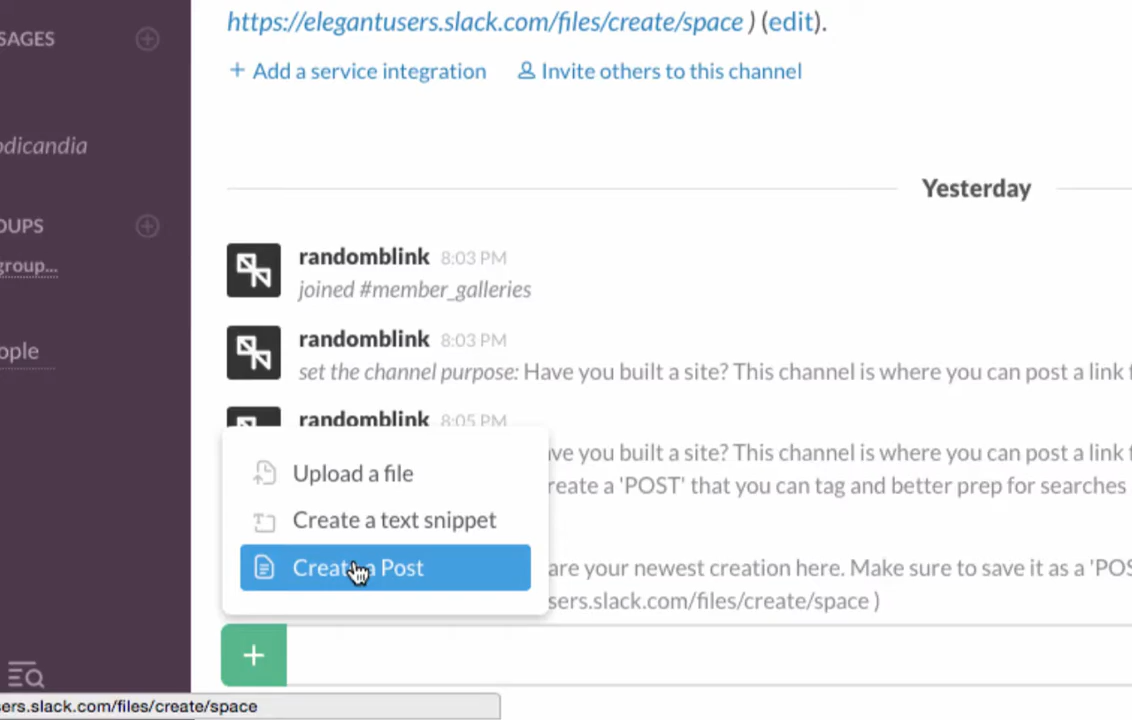 SAGES
odicandia
OUPS
group...
ople
https://elegantusers.slack.com/files/create/space ) (edit).
+ Add a service integration Invite others to this channel
Yesterday
randomblink 8:03 PM
joined #member_galleries
randomblink 8:03 PM
set the channel purpose: Have you built a site? This channel is where you can post a link f
randomblink 8:05 PM
ve you built a site? This channel is where you can post a link f
reate a 'POST' that you can tag and better prep for searches
are your newest creation here. Make sure to save it as a 'POS
sers.slack.com/files/create/space )
Upload a file
Create a text snippet
Create a Post
+
ers.slack.com/files/create/space